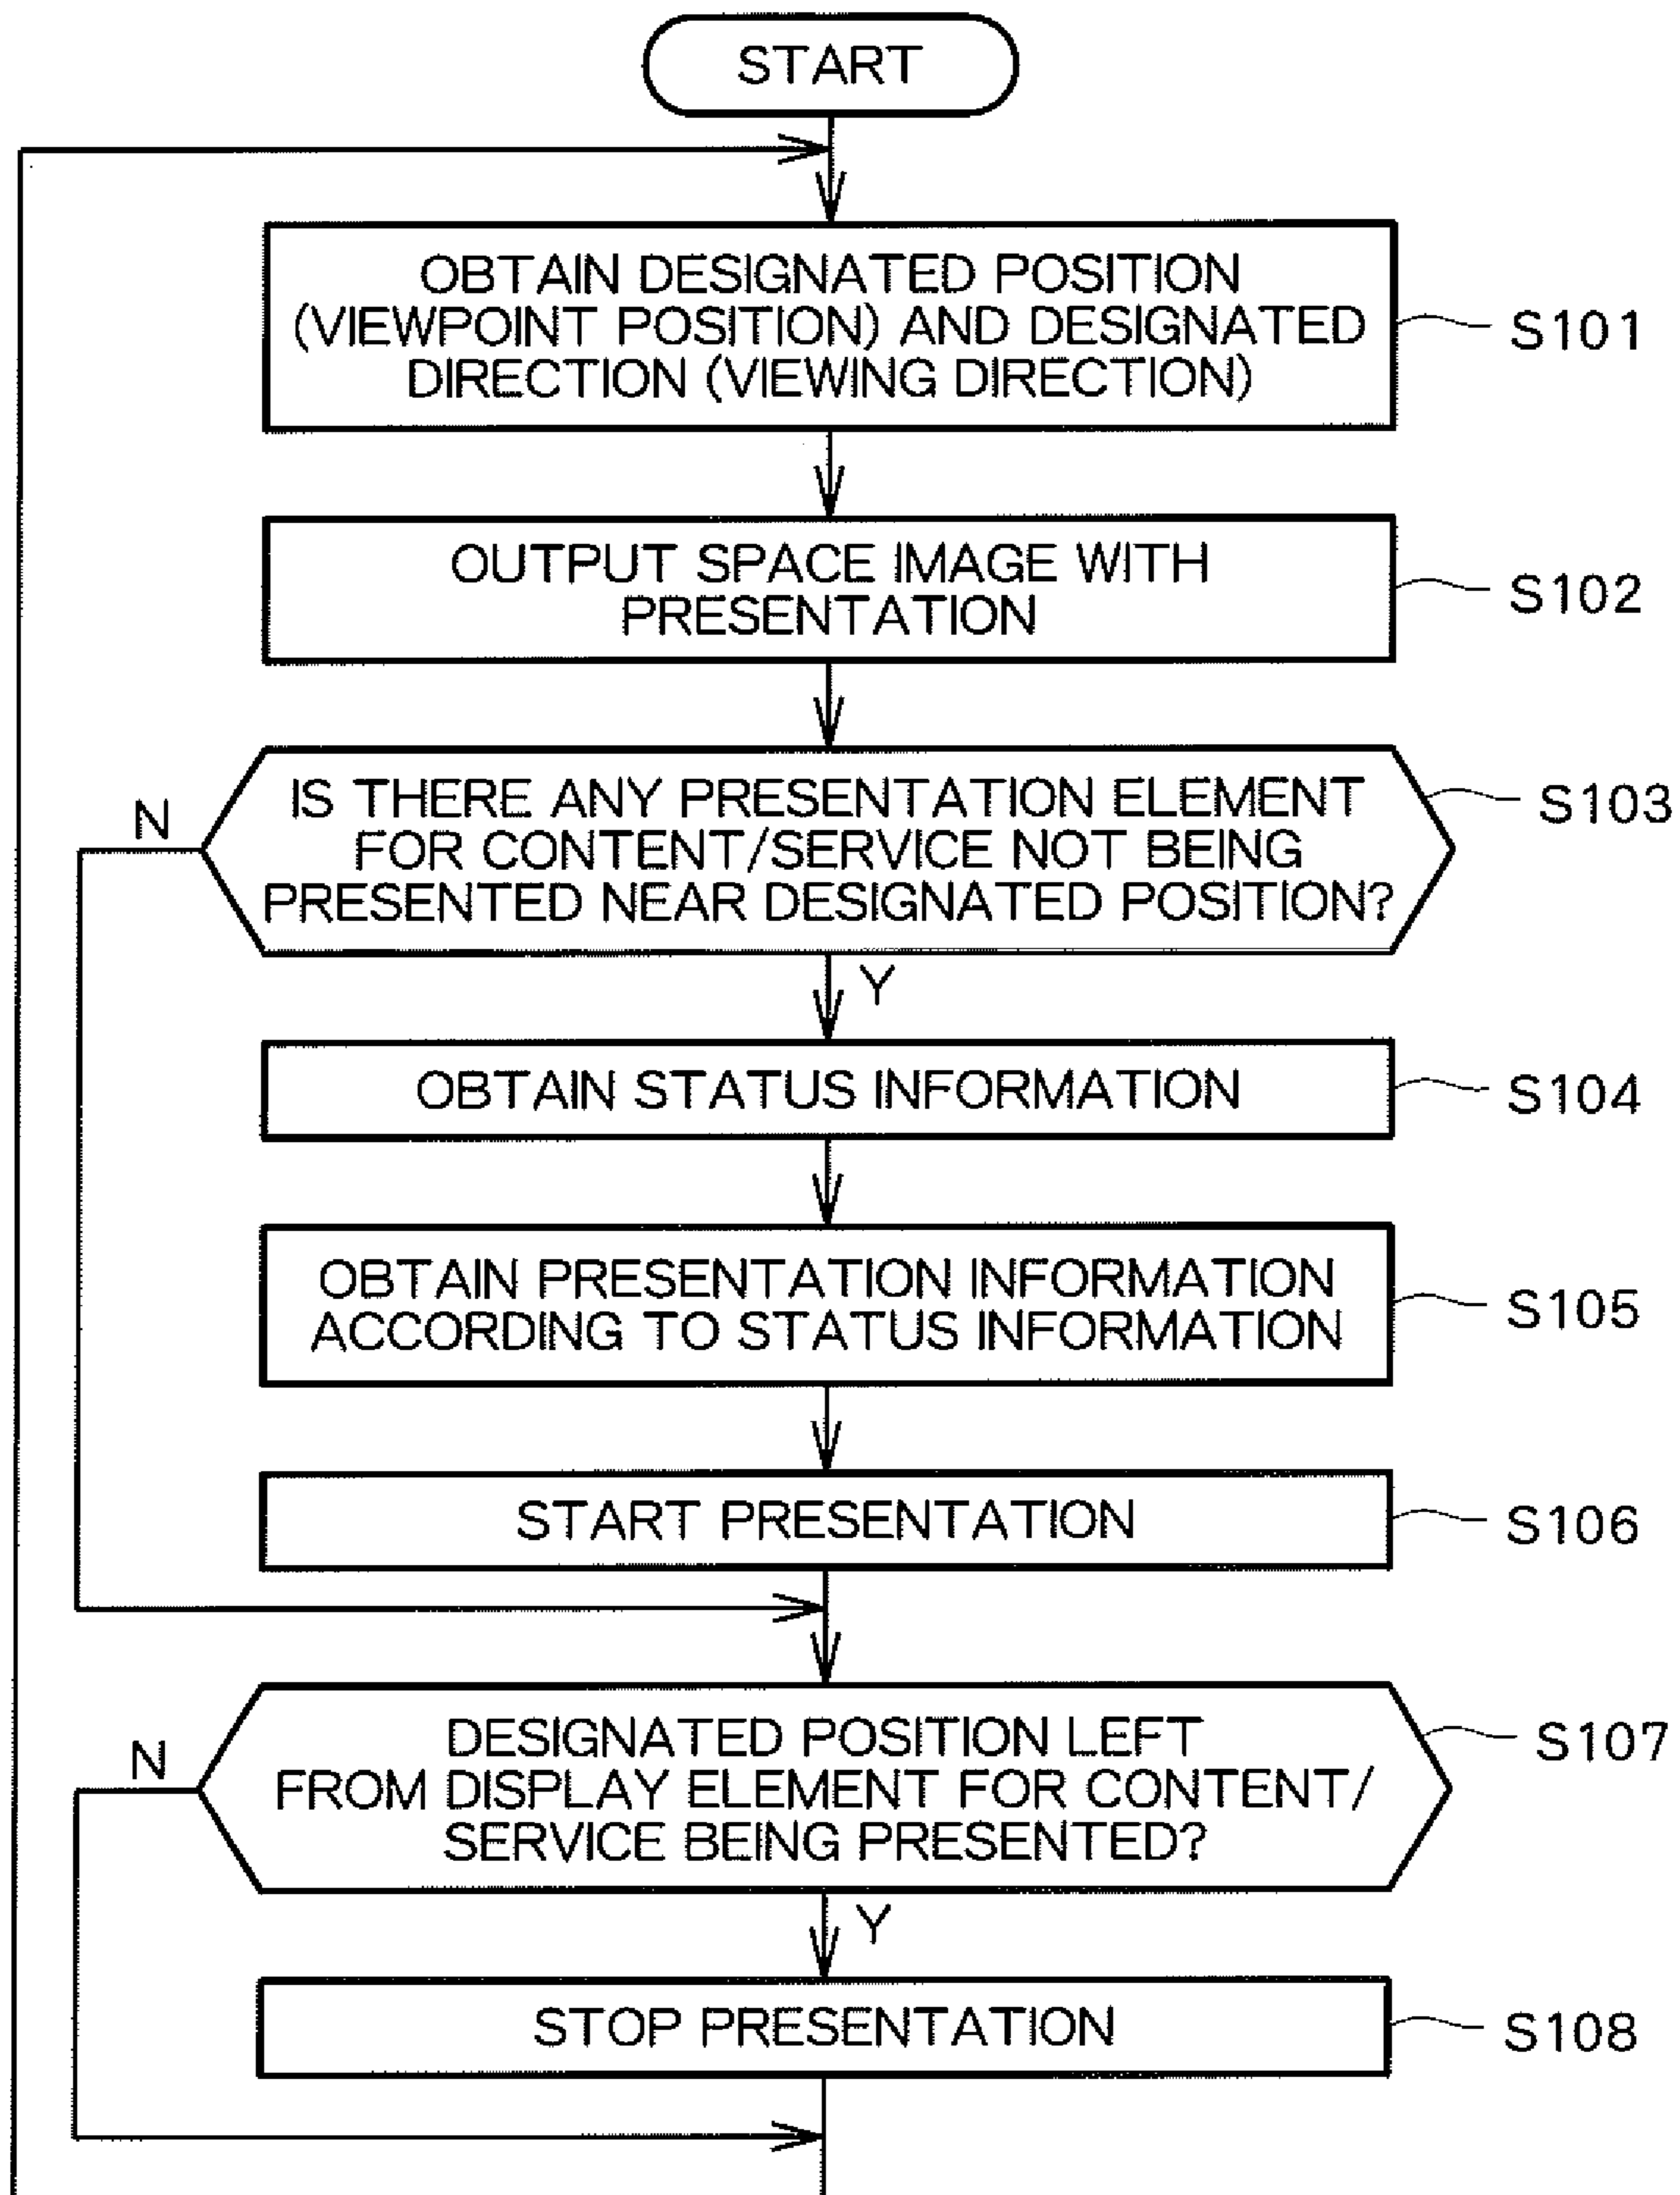 START
OBTAIN DESIGNATED POSITION
(VIEWPOINT POSITION) AND DESIGNATED
DIRECTION (VIEWING DIRECTION)
S101
OUTPUT SPACE IMAGE WITH
PRESENTATION
S102
IS THERE ANY PRESENTATION ELEMENT
FOR CONTENT/SERVICE NOT BEING
PRESENTED NEAR DESIGNATED POSITION?
S103
N
Y
OBTAIN STATUS INFORMATION
S104
OBTAIN PRESENTATION INFORMATION
ACCORDING TO STATUS INFORMATION
S105
START PRESENTATION
S106
DESIGNATED POSITION LEFT
FROM DISPLAY ELEMENT FOR CONTENT/
SERVICE BEING PRESENTED?
S107
N
Y
STOP PRESENTATION
S108